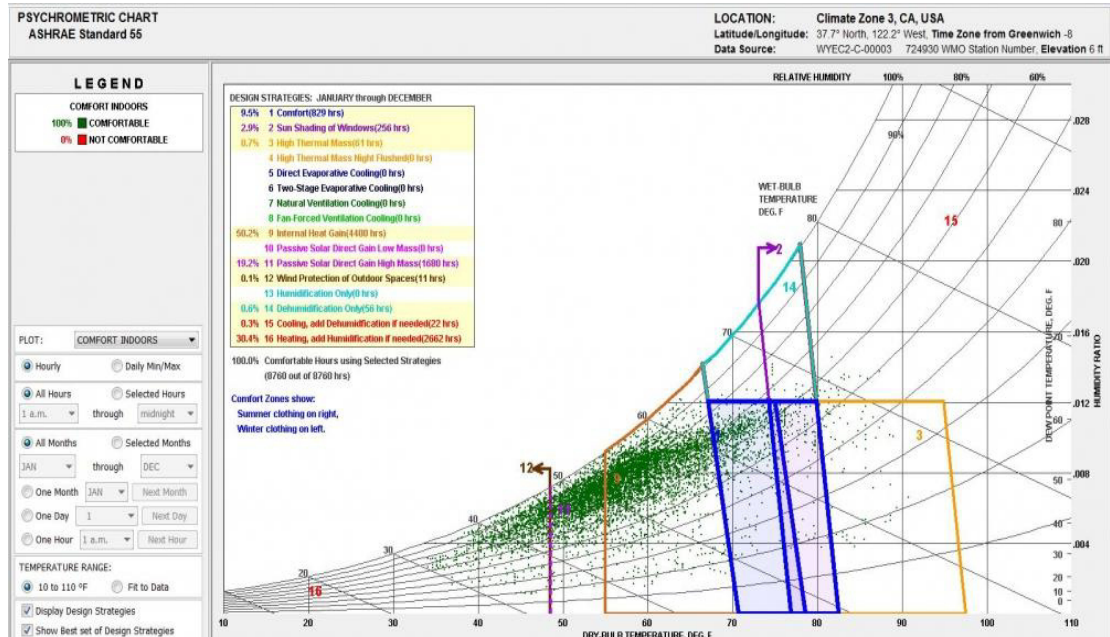 PSYCHROMETRIC CHART
ASHRAE Standard 55
LOCATION: Climate Zone 3, CA, USA
Latitude/Longitude: 37.7° North, 122.2° West, Time Zone from Greenwich -8
Data Source: WYEC2-C-00003 724930 WMO Station Number, Elevation 6 ft
LEGEND
COMFORT INDOORS
100% COMFORTABLE
0% NOT COMFORTABLE
PLOT: COMFORT INDOORS
Hourly Daily Min/Max
All Hours Selected Hours
1 a.m. through midnight
All Months Selected Months
JAN through DEC
One Month JAN Next Month
One Day 1 Next Day
One Hour 1 a.m. Next Hour
TEMPERATURE RANGE:
10 to 110 °F Fit to Data
Display Design Strategies
Show Best set of Design Strategies
DESIGN STRATEGIES: JANUARY through DECEMBER
9.5% 1 Comfort(829 hrs)
2.9% 2 Sun Shading of Windows(256 hrs)
0.7% 3 High Thermal Mass(61 hrs)
4 High Thermal Mass Night Flushed(0 hrs)
5 Direct Evaporative Cooling(0 hrs)
6 Two-Stage Evaporative Cooling(0 hrs)
7 Natural Ventilation Cooling(0 hrs)
8 Fan-Forced Ventilation Cooling(0 hrs)
50.2% 9 Internal Heat Gain(4400 hrs)
10 Passive Solar Direct Gain Low Mass(0 hrs)
19.2% 11 Passive Solar Direct Gain High Mass(1680 hrs)
0.1% 12 Wind Protection of Outdoor Spaces(11 hrs)
13 Humidification Only(0 hrs)
0.6% 14 Dehumidification Only(56 hrs)
0.3% 15 Cooling, add Dehumidification if needed(22 hrs)
30.4% 16 Heating, add Humidification if needed(2662 hrs)
100.0% Comfortable Hours using Selected Strategies
(8760 out of 8760 hrs)
Comfort Zones show:
Summer clothing on right,
Winter clothing on left.
RELATIVE HUMIDITY 100% 80% 60%
90%
WET-BULB
TEMPERATURE
DEG. F
80
70
60
50
40
30
20
2
14
15
3
12
9
16
.028
.024
.020
.016
.012
.008
.004
80
70
60
50
40
30
20
10
0
DEW POINT TEMPERATURE, DEG. F
HUMIDITY RATIO
10 20 30 40 50 60 70 80 90 100 110
DRY-BULB TEMPERATURE, DEG. F